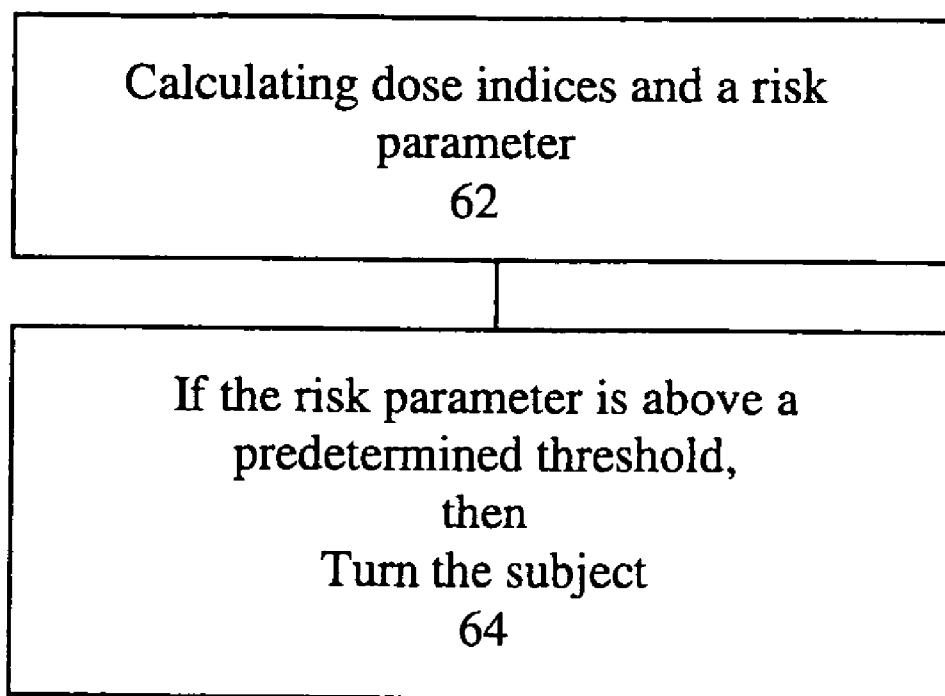 Calculating dose indices and a risk
parameter
62
If the risk parameter is above a
predetermined threshold,
then
Turn the subject
64